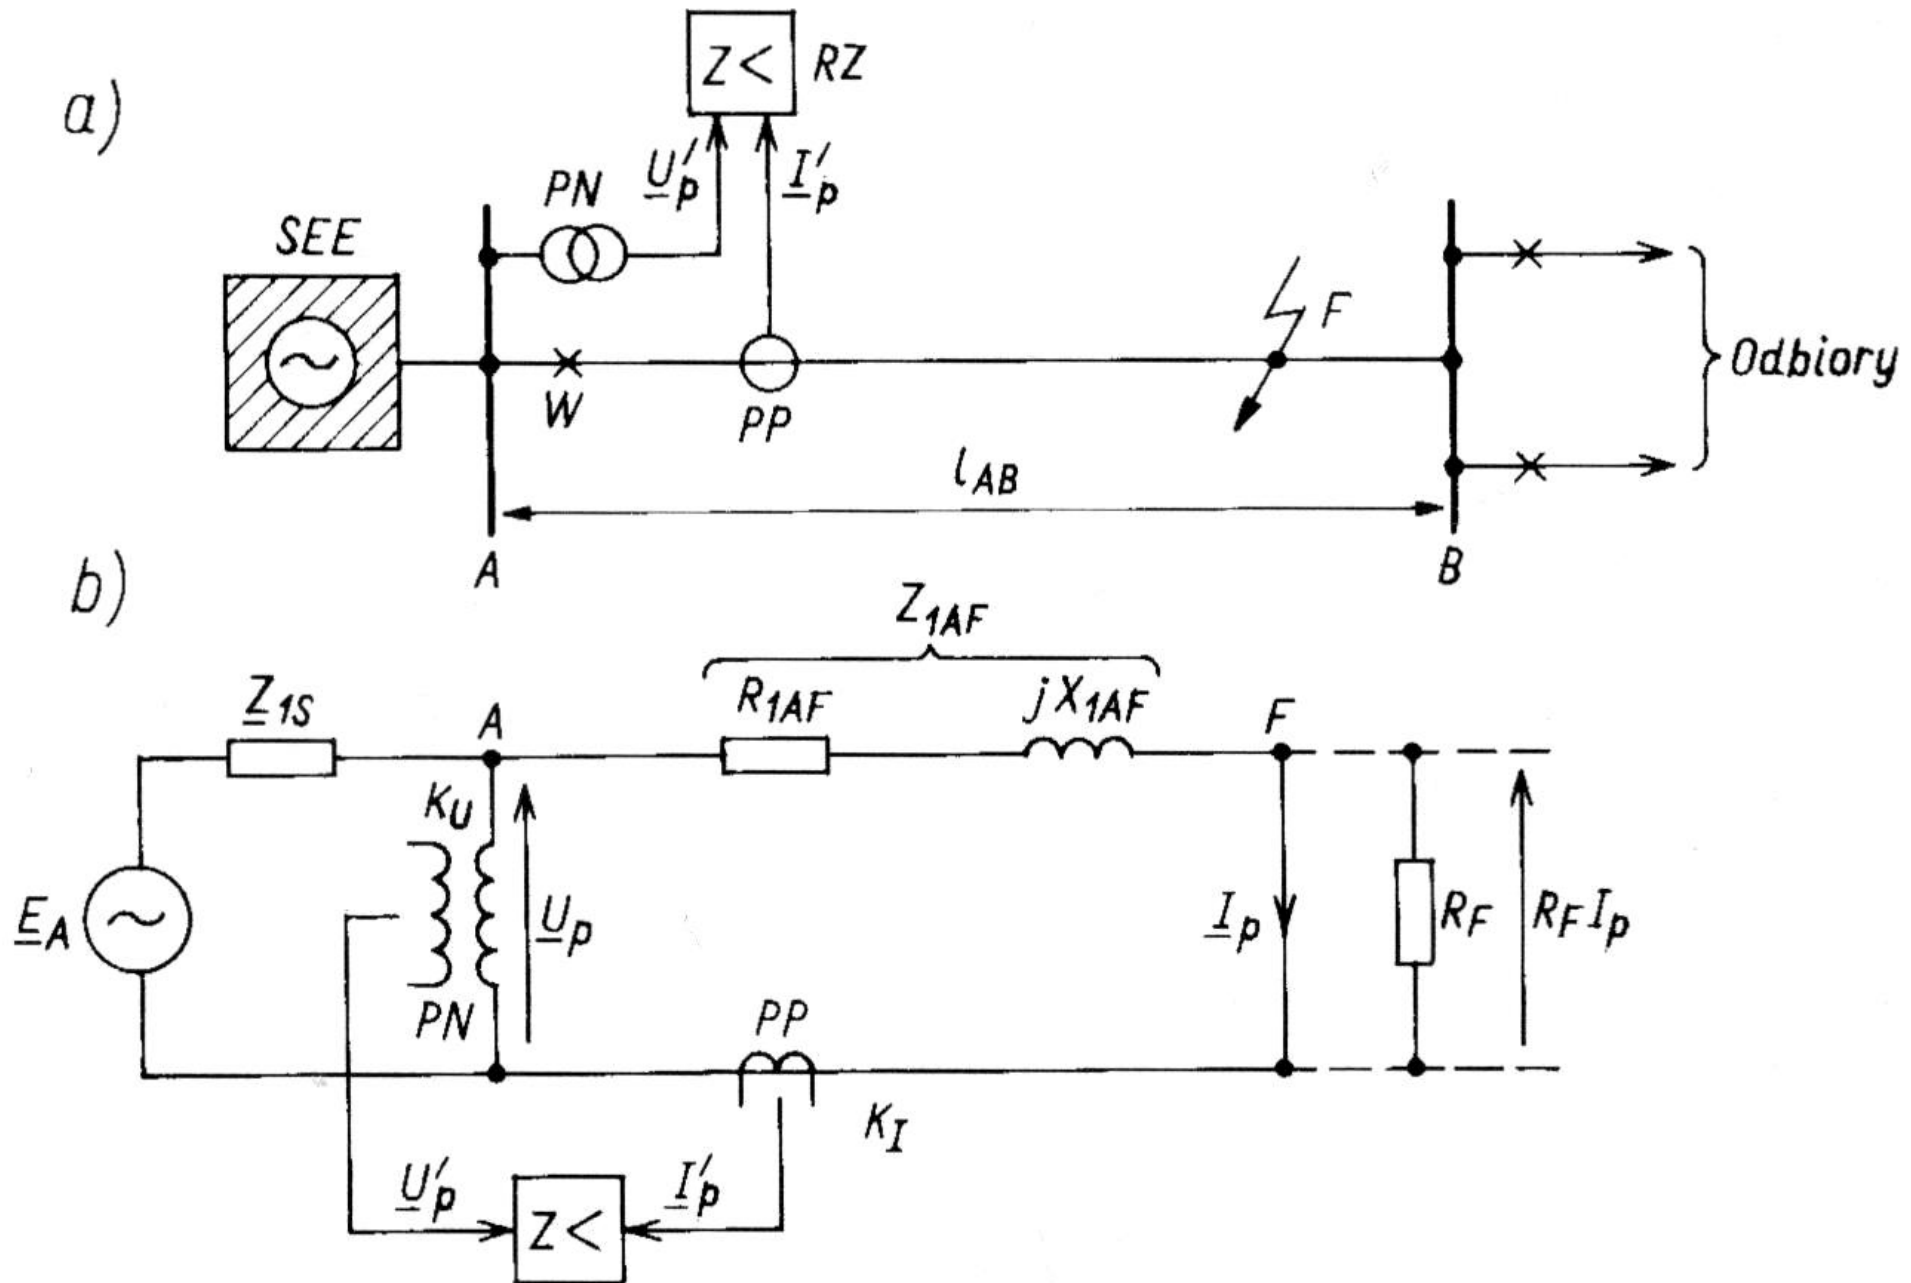 a)
Z< RZ
PN U'p I'p
SEE
F
W PP
Odbiory
lAB
A B
b)
Z1AF
Z1S A R1AF jX1AF F
KU
EA Up Ip RF RFIp
PN PP
KI
U'p Z< I'p